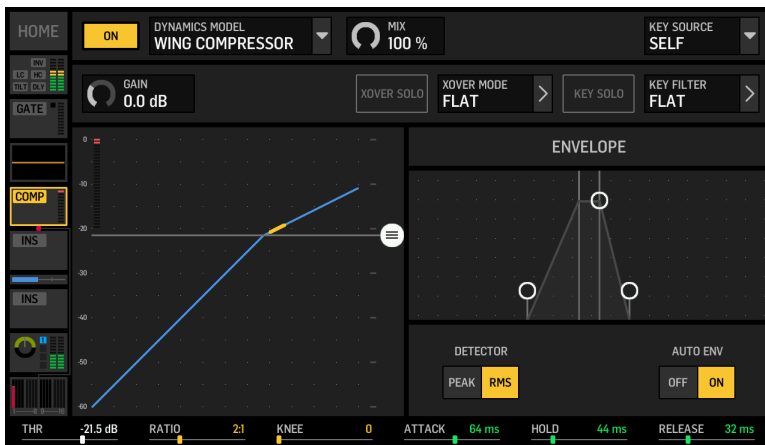 HOME
ON
DYNAMICS MODEL
WING COMPRESSOR
MIX
100 %
KEY SOURCE
SELF
INV
LC HC
TILT DLY
GAIN
0.0 dB
XOVER SOLO
XOVER MODE
FLAT
KEY SOLO
KEY FILTER
FLAT
GATE
COMP
INS
INS
0
-10
-20
-30
-40
-50
-60
ENVELOPE
DETECTOR
PEAK RMS
AUTO ENV
OFF ON
THR -21.5 dB
RATIO 2:1
KNEE 0
ATTACK 64 ms
HOLD 44 ms
RELEASE 32 ms